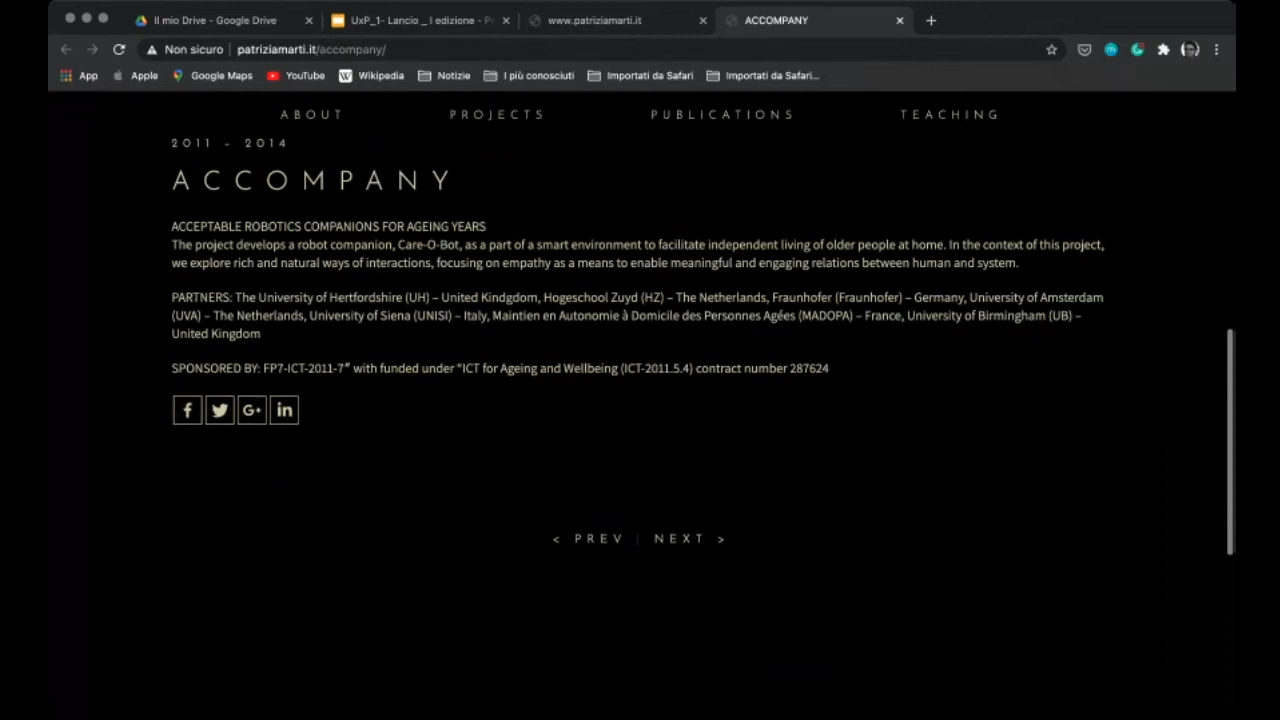 Il mio Drive - Google Drive
UxP_1- Lancio _ I edizione - P
www.patriziamarti.it
ACCOMPANY
Non sicuro
patriziamarti.it/accompany/
App
Apple
Google Maps
YouTube
Wikipedia
Notizie
I più conosciuti
Importati da Safari
Importati da Safari...
ABOUT
PROJECTS
PUBLICATIONS
TEACHING
2011 – 2014
ACCOMPANY
ACCEPTABLE ROBOTICS COMPANIONS FOR AGEING YEARS
The project develops a robot companion, Care-O-Bot, as a part of a smart environment to facilitate independent living of older people at home. In the context of this project,
we explore rich and natural ways of interactions, focusing on empathy as a means to enable meaningful and engaging relations between human and system.
PARTNERS: The University of Hertfordshire (UH) – United Kindgdom, Hogeschool Zuyd (HZ) – The Netherlands, Fraunhofer (Fraunhofer) – Germany, University of Amsterdam
(UVA) – The Netherlands, University of Siena (UNISI) – Italy, Maintien en Autonomie à Domicile des Personnes Agées (MADOPA) – France, University of Birmingham (UB) –
United Kingdom
SPONSORED BY: FP7-ICT-2011-7″ with funded under “ICT for Ageing and Wellbeing (ICT-2011.5.4) contract number 287624
f
G+
in
< PREV | NEXT >